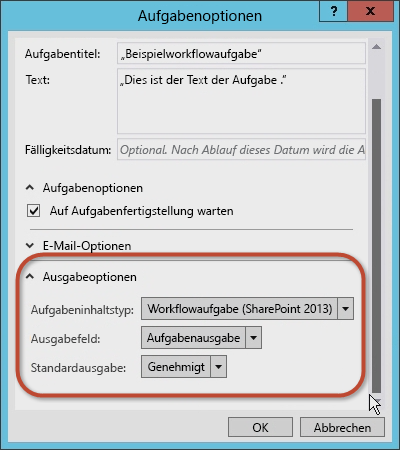 Aufgabenoptionen
? x
Aufgabentitel: „Beispielworkflowaufgabe“
Text: „Dies ist der Text der Aufgabe .“
Fälligkeitsdatum: Optional. Nach Ablauf dieses Datum wird die A
Aufgabenoptionen
Auf Aufgabenfertigstellung warten
E-Mail-Optionen
Ausgabeoptionen
Aufgabeninhaltstyp: Workflowaufgabe (SharePoint 2013)
Ausgabefeld: Aufgabenausgabe
Standardausgabe: Genehmigt
OK Abbrechen